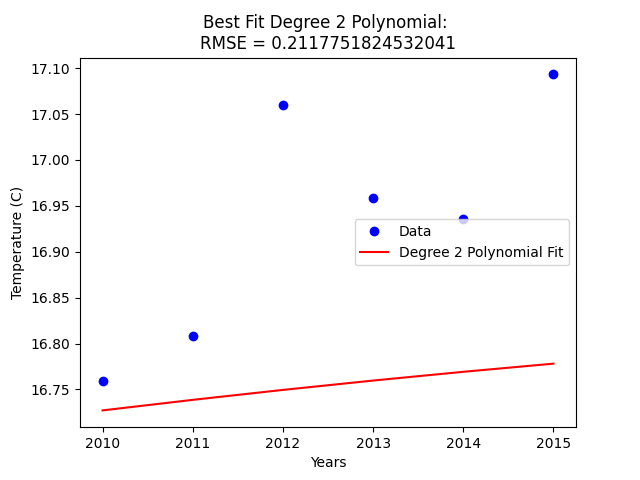 Best Fit Degree 2 Polynomial:
RMSE = 0.2117751824532041
17.10
17.05
17.00
16.95
16.90
16.85
16.80
16.75
Temperature (C)
Data
Degree 2 Polynomial Fit
2010 2011 2012 2013 2014 2015
Years